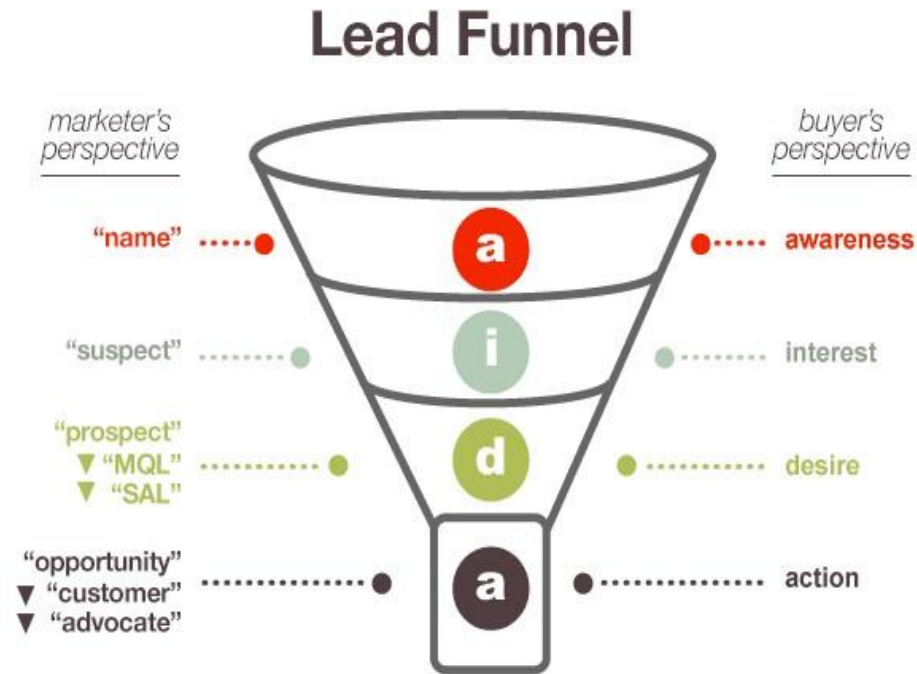 Lead Funnel
marketer's
perspective
buyer's
perspective
"name"
a
awareness
"suspect"
i
interest
"prospect"
▼ "MQL"
▼ "SAL"
d
desire
"opportunity"
▼ "customer"
▼ "advocate"
a
action